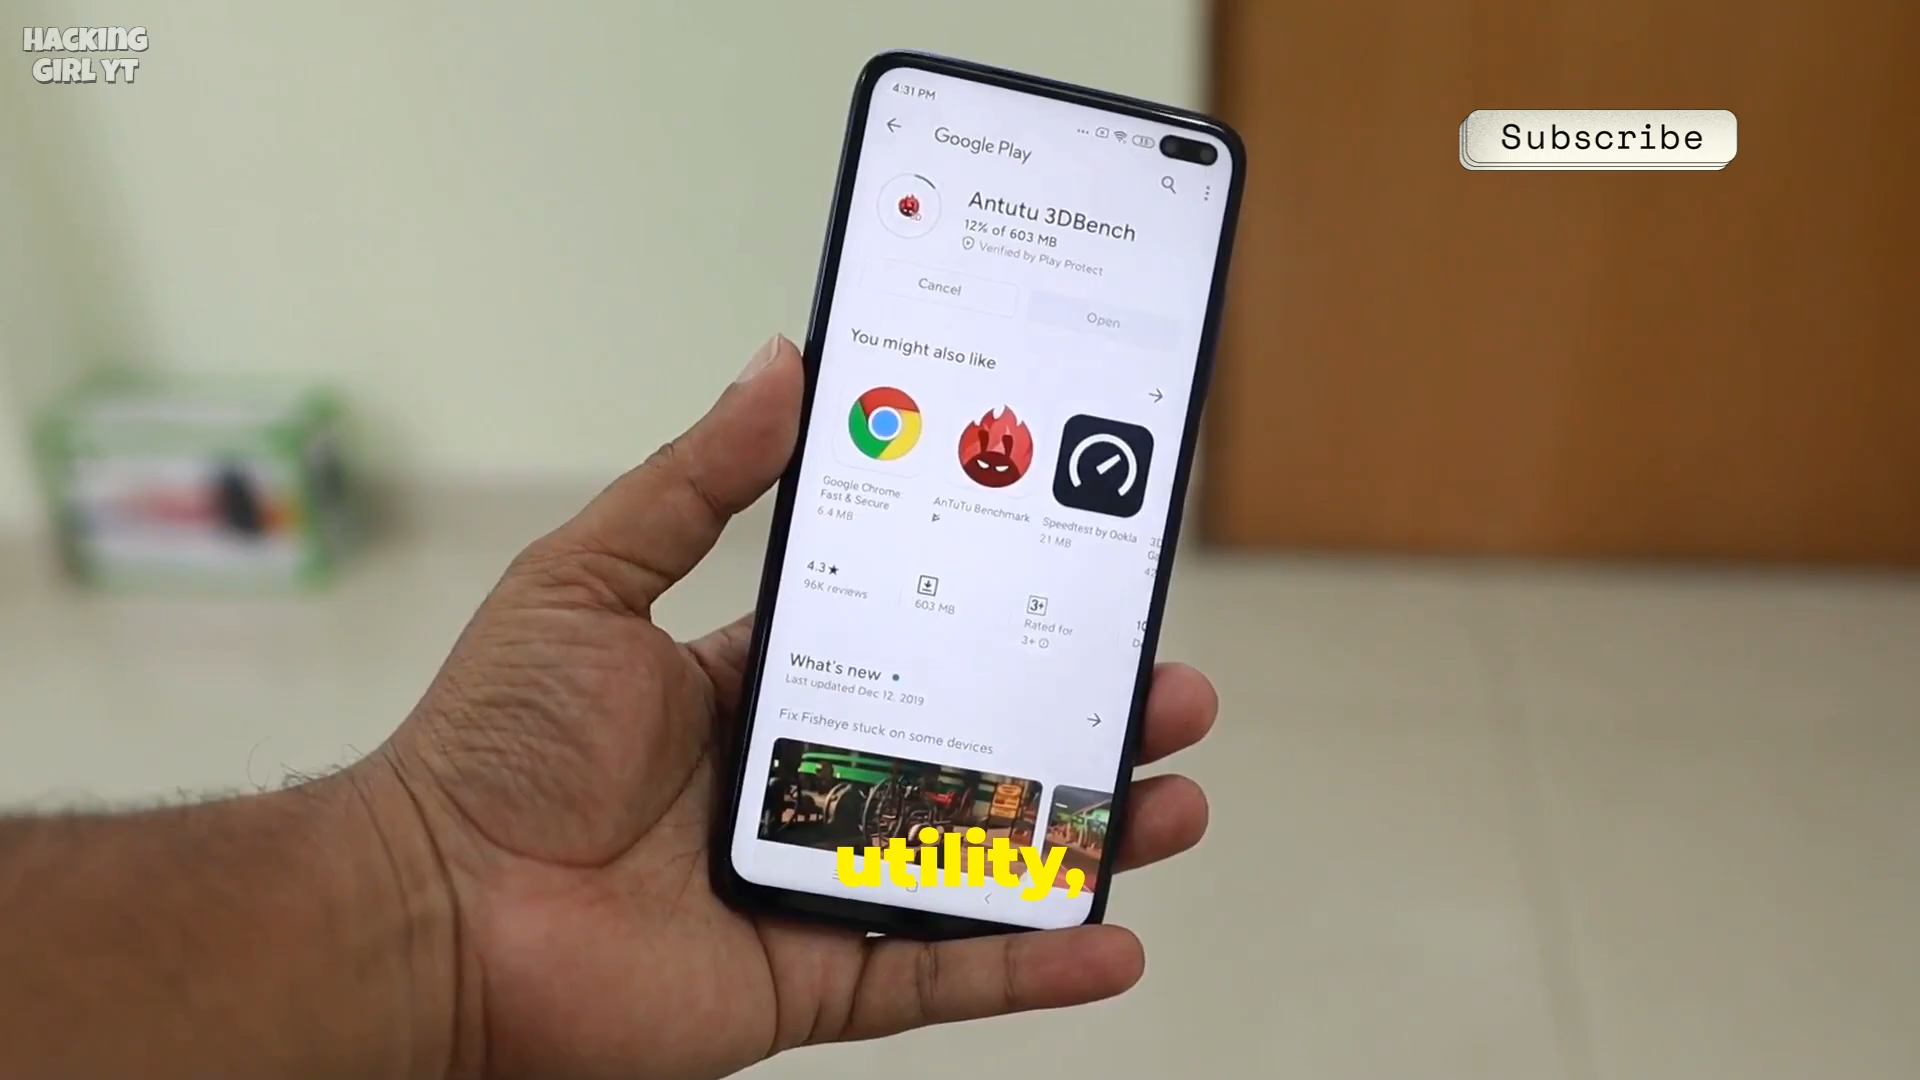 HACKING
GIRL YT
Subscribe
4:31 PM
Google Play
Antutu 3DBench
12% of 603 MB
Verified by Play Protect
Cancel
Open
You might also like
Google Chrome:
Fast & Secure
6.4 MB
AnTuTu Benchmark
Speedtest by Ookla
21 MB
4.3★
96K reviews
603 MB
3+
Rated for
3+
What's new
Last updated Dec 12, 2019
Fix Fisheye stuck on some devices
utility,